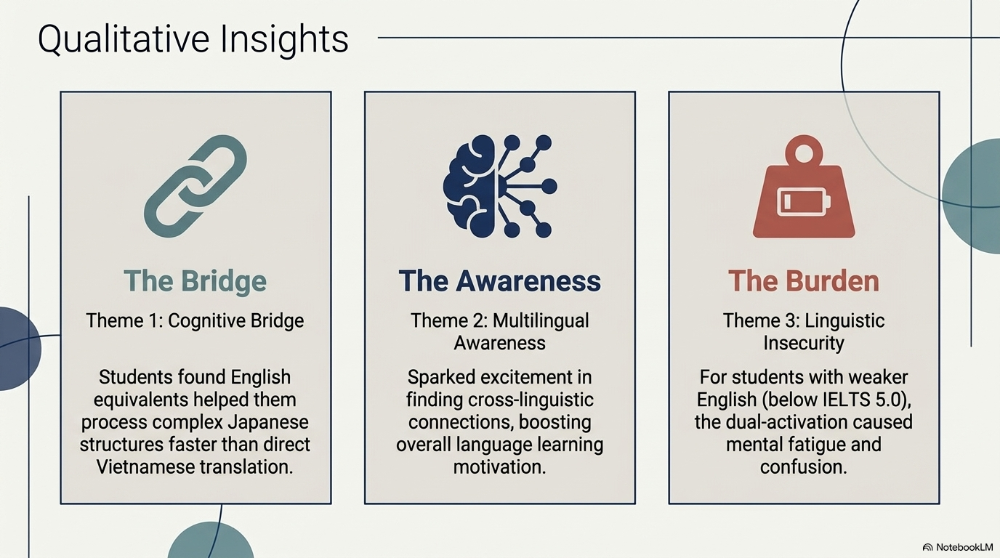 Qualitative Insights
The Bridge
Theme 1: Cognitive Bridge
Students found English
equivalents helped them
process complex Japanese
structures faster than direct
Vietnamese translation.
The Awareness
Theme 2: Multilingual
Awareness
Sparked excitement in
finding cross-linguistic
connections, boosting
overall language learning
motivation.
The Burden
Theme 3: Linguistic
Insecurity
For students with weaker
English (below IELTS 5.0),
the dual-activation caused
mental fatigue and
confusion.
NotebookLM